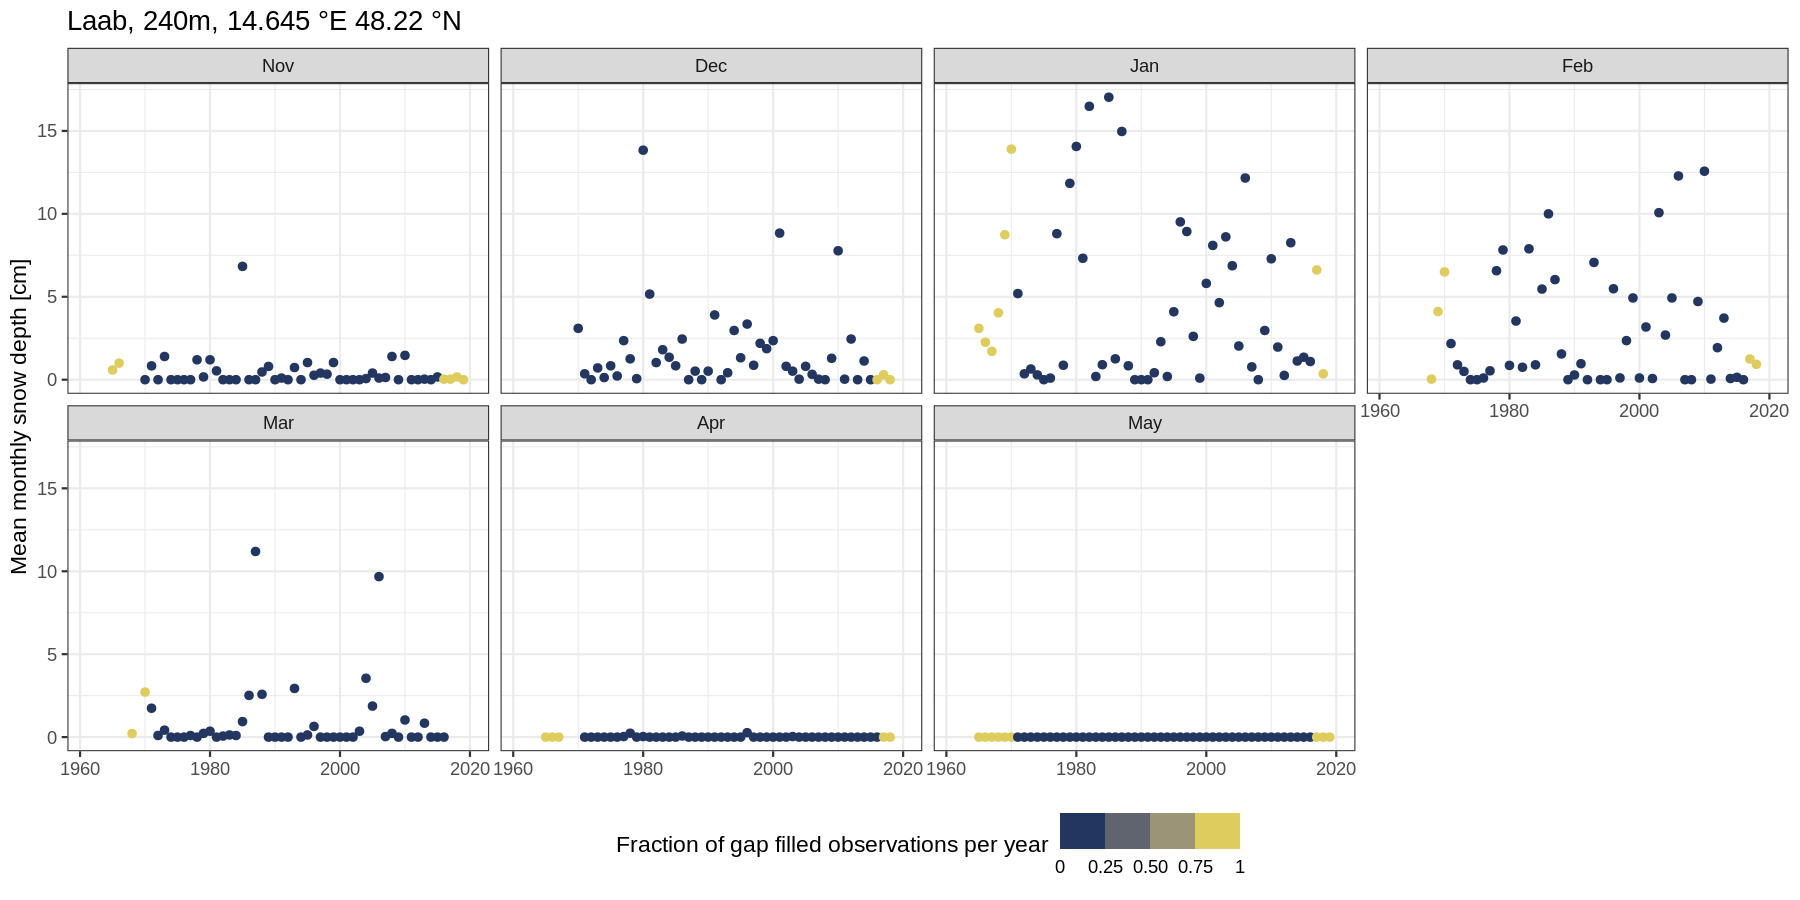 Laab, 240m, 14.645 °E 48.22 °N
Nov
Dec
Jan
Feb
Mean monthly snow depth [cm]
15
10
5
0
1960 1980 2000 2020
Mar
Apr
May
15
10
5
0
1960 1980 2000 2020 1960 1980 2000 2020 1960 1980 2000 2020
Fraction of gap filled observations per year
0 0.25 0.50 0.75 1